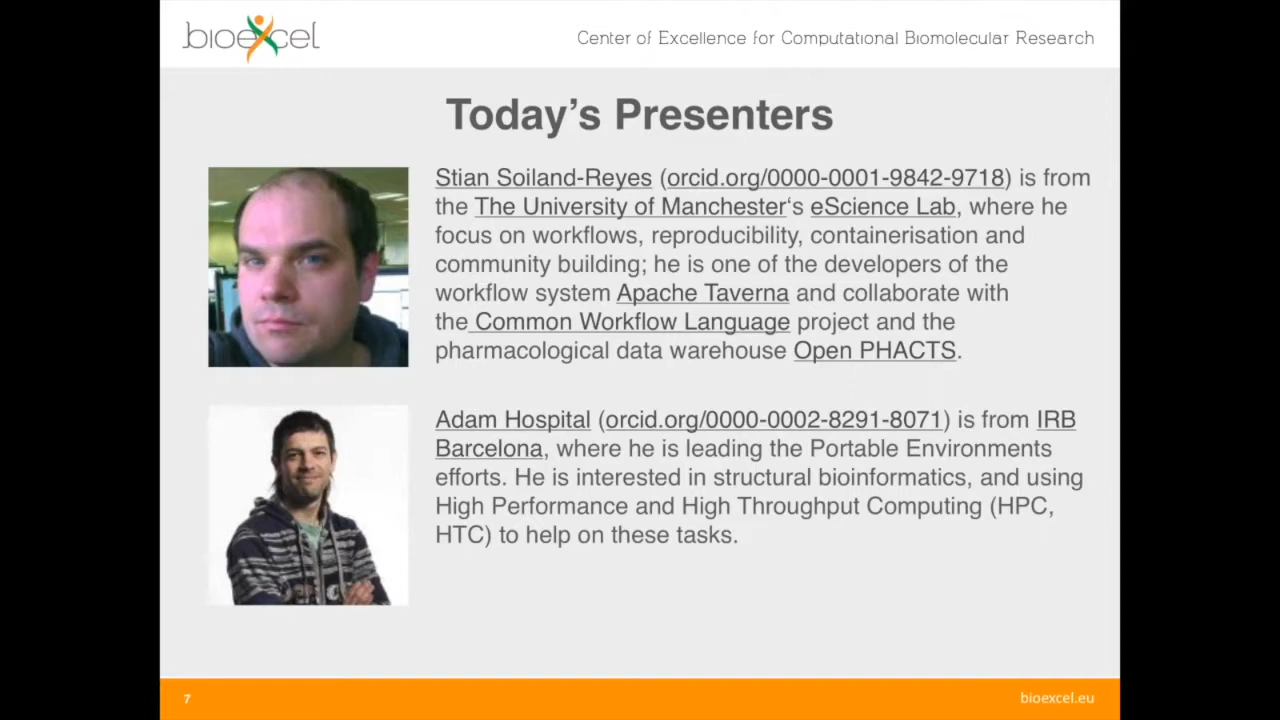 bioexcel
Center of Excellence for Computational Biomolecular Research
Today's Presenters
Stian Soiland-Reyes (orcid.org/0000-0001-9842-9718) is from
the The University of Manchester‘s eScience Lab, where he
focus on workflows, reproducibility, containerisation and
community building; he is one of the developers of the
workflow system Apache Taverna and collaborate with
the Common Workflow Language project and the
pharmacological data warehouse Open PHACTS.
Adam Hospital (orcid.org/0000-0002-8291-8071) is from IRB
Barcelona, where he is leading the Portable Environments
efforts. He is interested in structural bioinformatics, and using
High Performance and High Throughput Computing (HPC,
HTC) to help on these tasks.
7
bioexcel.eu